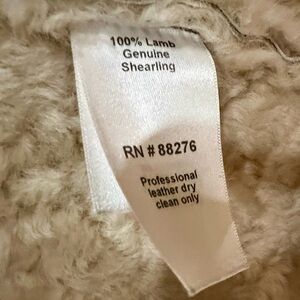 100% Lamb
Genuine
Shearling
RN # 88276
Professional
leather dry
clean only